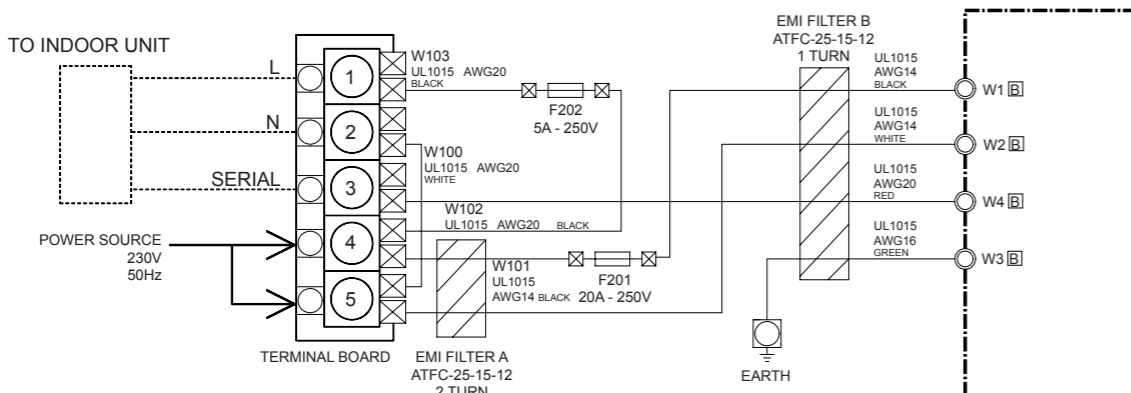 TO INDOOR UNIT
L
N
SERIAL
POWER SOURCE
230V
50Hz
1
2
3
4
5
TERMINAL BOARD
W103
UL1015 AWG20
BLACK
F202
5A - 250V
W100
UL1015 AWG20
WHITE
W102
UL1015 AWG20 BLACK
W101
UL1015
AWG14 BLACK
F201
20A - 250V
EMI FILTER A
ATFC-25-15-12
2 TURN
EMI FILTER B
ATFC-25-15-12
1 TURN
UL1015
AWG14
BLACK
W1 B
UL1015
AWG14
WHITE
W2 B
UL1015
AWG20
RED
W4 B
UL1015
AWG16
GREEN
W3 B
EARTH